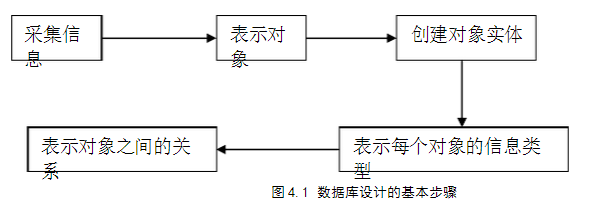 采集信
息
表示对
象
创建对象实体
表示每个对象的信息类
型
表示对象之间的关
系
图 4.1 数据库设计的基本步骤